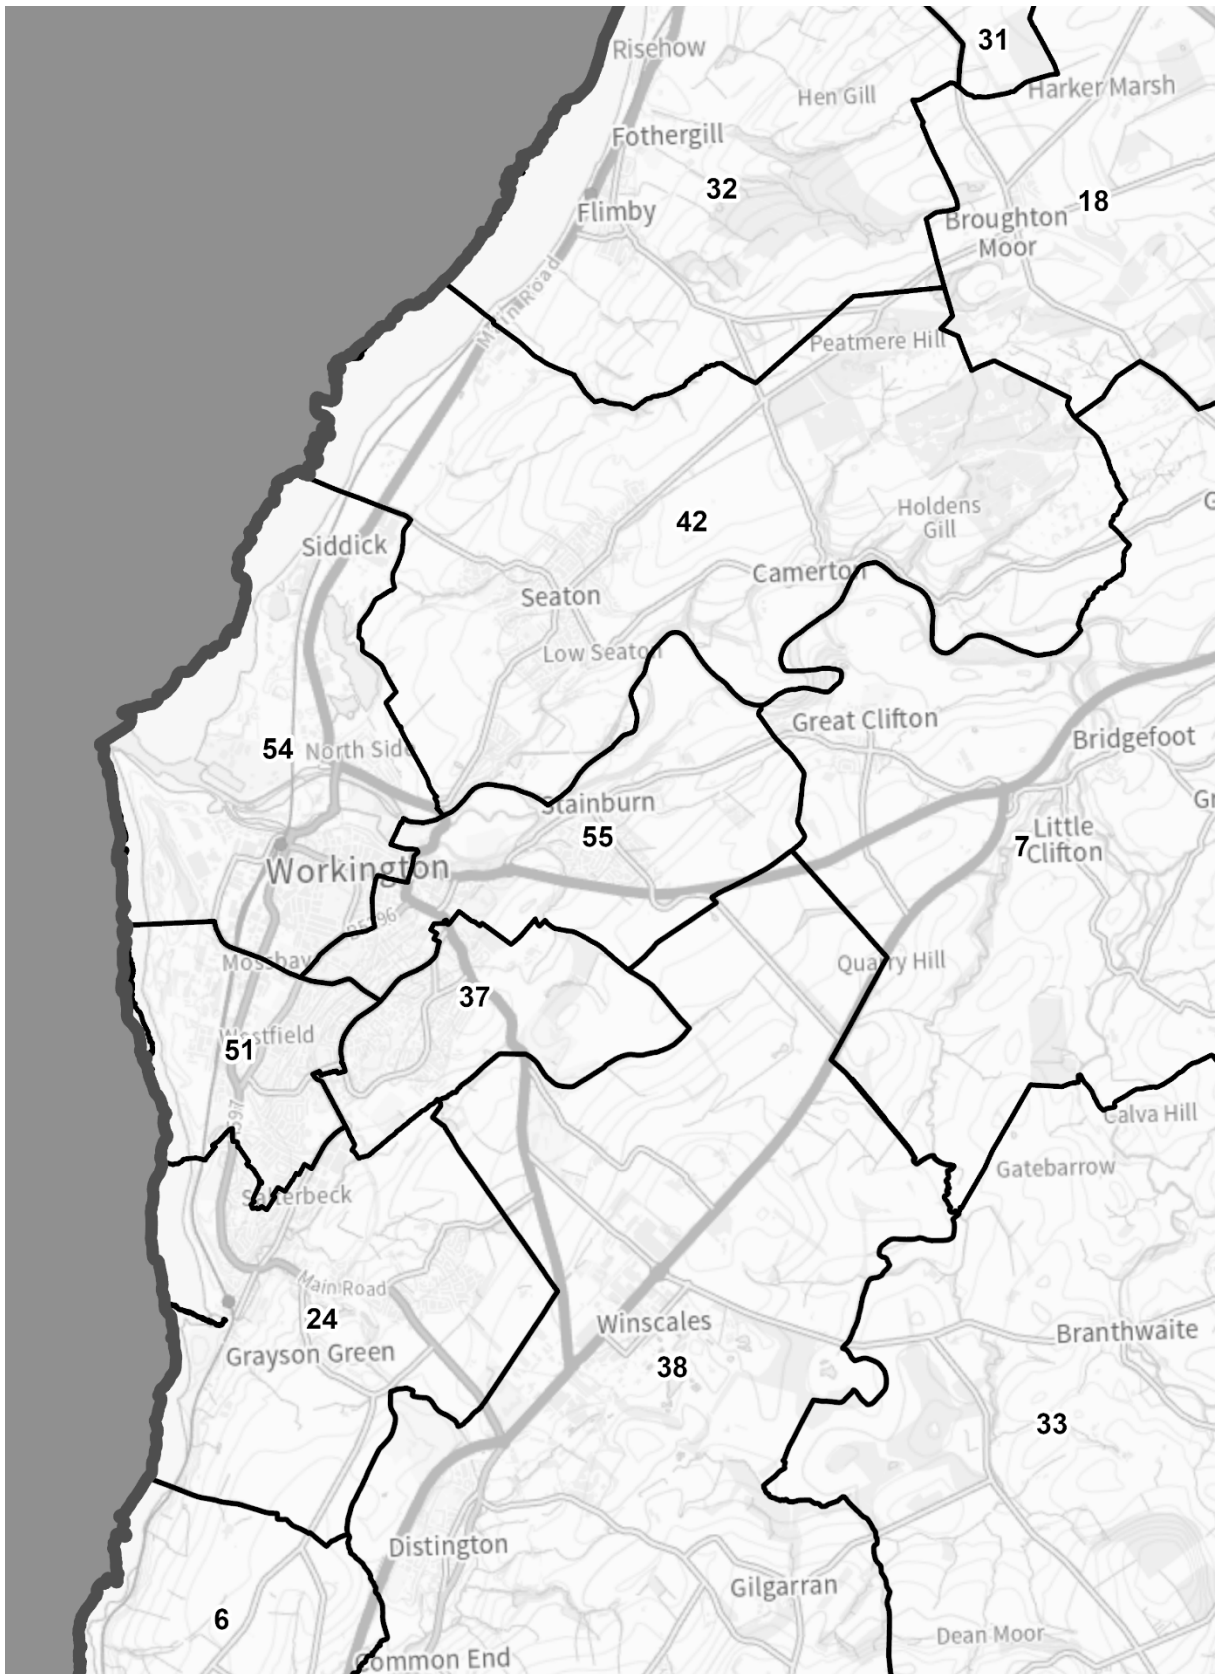 31
Risehow
Harker Marsh
Hen Gill
Fothergill
32
18
Flimby
Broughton
Moor
Main Road
Peatmere Hill
Holdens
Gill
42
Siddick
Camerton
Seaton
Low Seaton
Great Clifton
54
North Side
Bridgefoot
Stainburn
55
Little
Clifton
7
Workington
Mossbay
Quarry Hill
37
Westfield
51
Calva Hill
Gatebarrow
Salterbeck
Main Road
24
Winscales
Branthwaite
Grayson Green
38
33
Distington
Gilgarran
6
Dean Moor
Common End